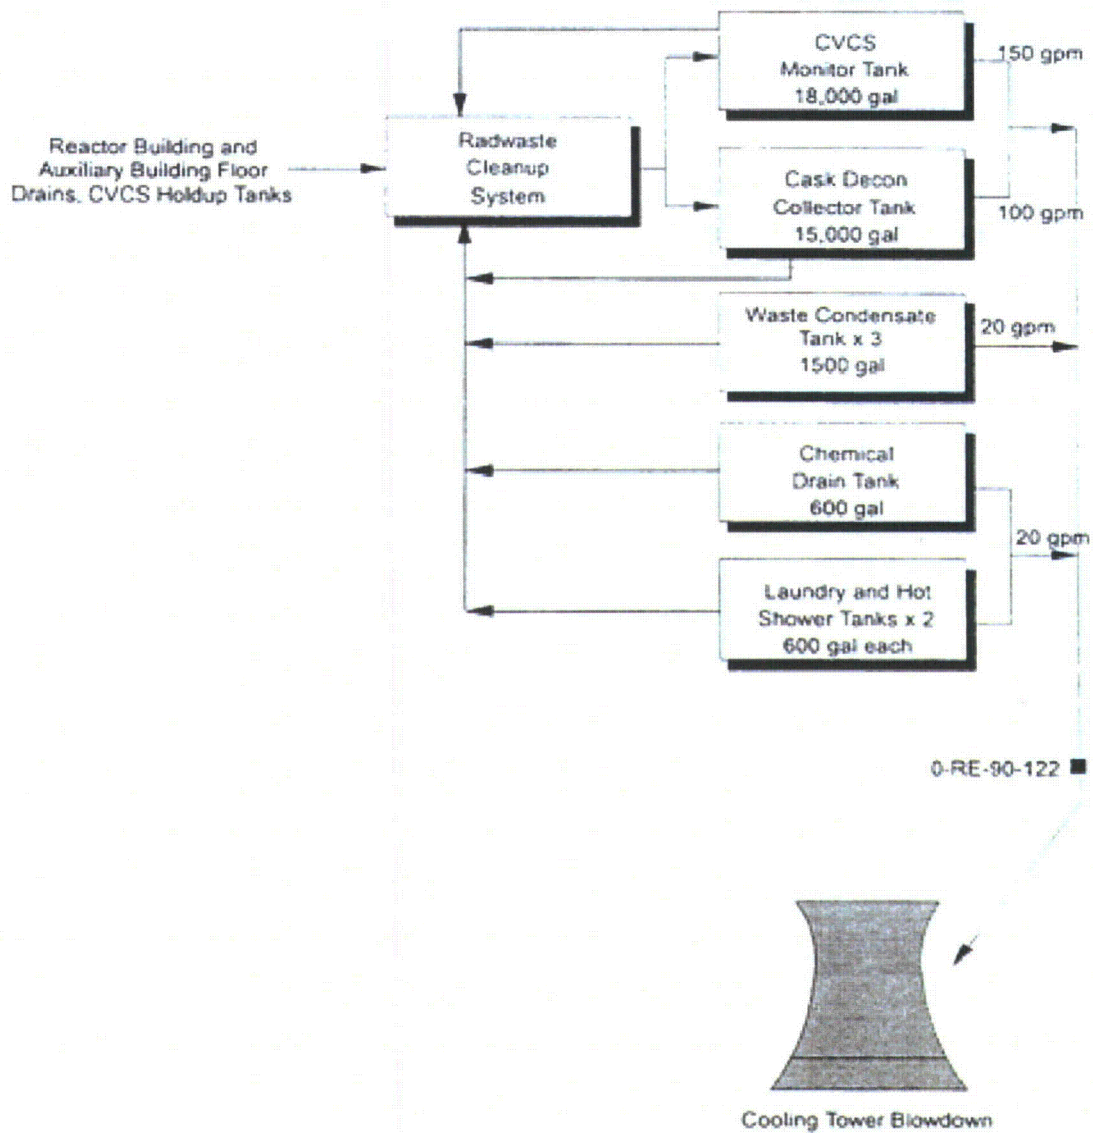 CVCS
Monitor Tank
18,000 gal
150 gpm
Reactor Building and
Auxiliary Building Floor
Drains, CVCS Holdup Tanks
Radwaste
Cleanup
System
Cask Decon
Collector Tank
15,000 gal
100 gpm
Waste Condensate
Tank x 3
1500 gal
20 gpm
Chemical
Drain Tank
600 gal
20 gpm
Laundry and Hot
Shower Tanks x 2
600 gal each
0-RE-90-122
Cooling Tower Blowdown